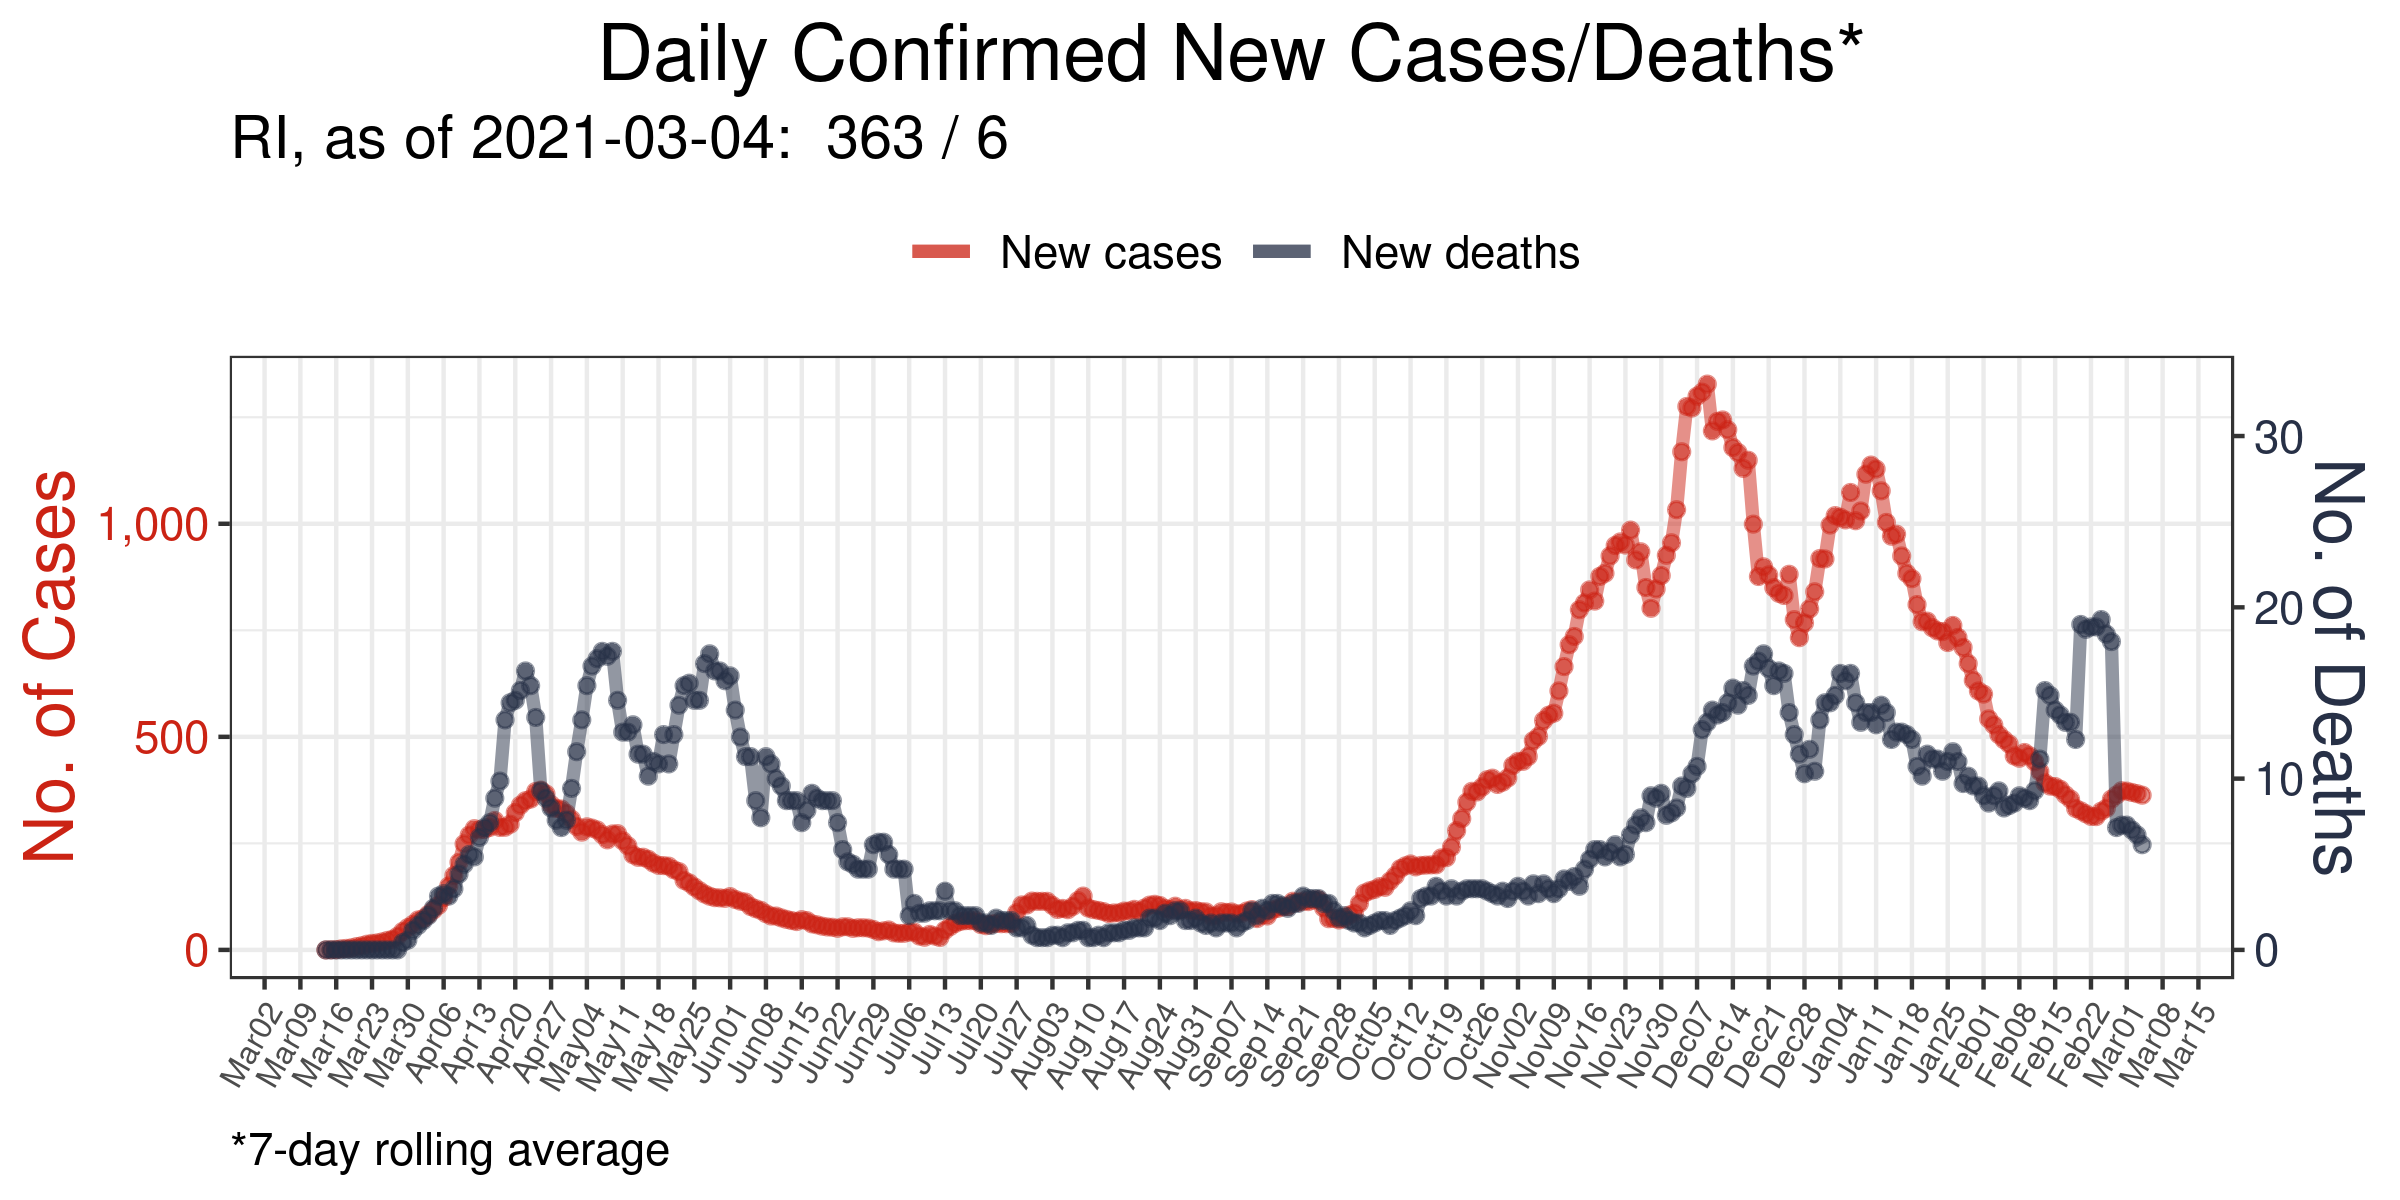 Daily Confirmed New Cases/Deaths*
RI, as of 2021-03-04:  363 / 6
New cases
New deaths
No. of Cases
1,000
500
0
No. of Deaths
30
20
10
0
Mar02
Mar09
Mar16
Mar23
Mar30
Apr06
Apr13
Apr20
Apr27
May04
May11
May18
May25
Jun01
Jun08
Jun15
Jun22
Jun29
Jul06
Jul13
Jul20
Jul27
Aug03
Aug10
Aug17
Aug24
Aug31
Sep07
Sep14
Sep21
Sep28
Oct05
Oct12
Oct19
Oct26
Nov02
Nov09
Nov16
Nov23
Nov30
Dec07
Dec14
Dec21
Dec28
Jan04
Jan11
Jan18
Jan25
Feb01
Feb08
Feb15
Feb22
Mar01
Mar08
Mar15
*7-day rolling average